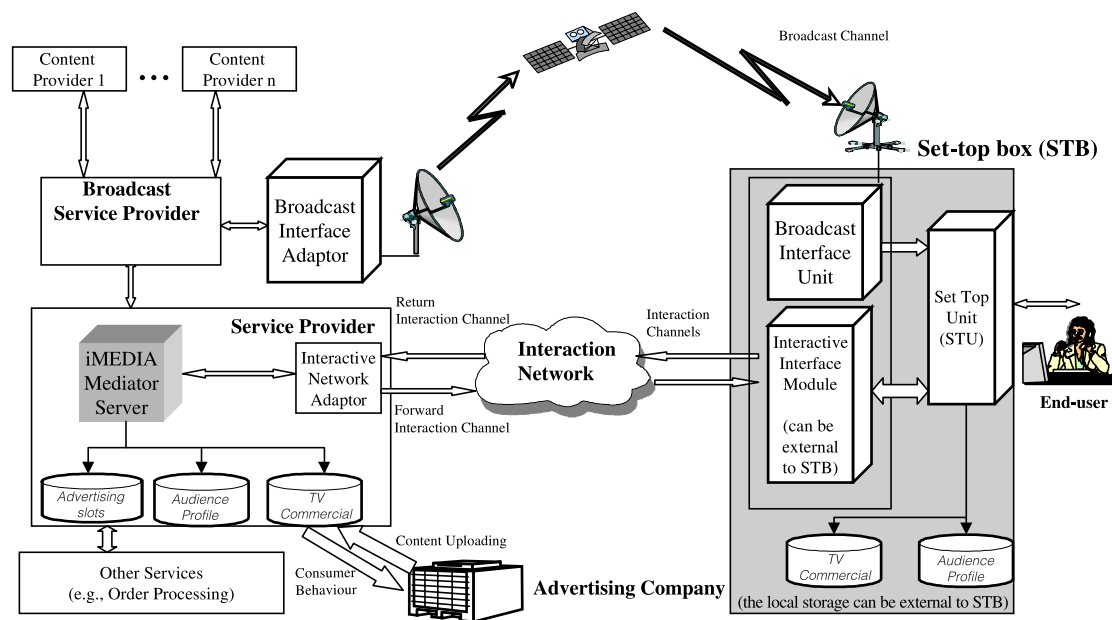 Content
Provider 1
• • •
Content
Provider n
Broadcast Channel
Set-top box (STB)
Broadcast
Service Provider
Broadcast
Interface
Adaptor
Broadcast
Interface
Unit
Set Top
Unit
(STU)
Return
Interaction Channel
Interaction
Channels
Service Provider
iMEDIA
Mediator
Server
Interactive
Network
Adaptor
Interaction
Network
Interactive
Interface
Module
(can be
external
to STB)
End-user
Forward
Interaction Channel
Advertising
slots
Audience
Profile
TV
Commercial
Content Uploading
Consumer
Behaviour
Other Services
(e.g., Order Processing)
Advertising Company
TV
Commercial
Audience
Profile
(the local storage can be external to STB)